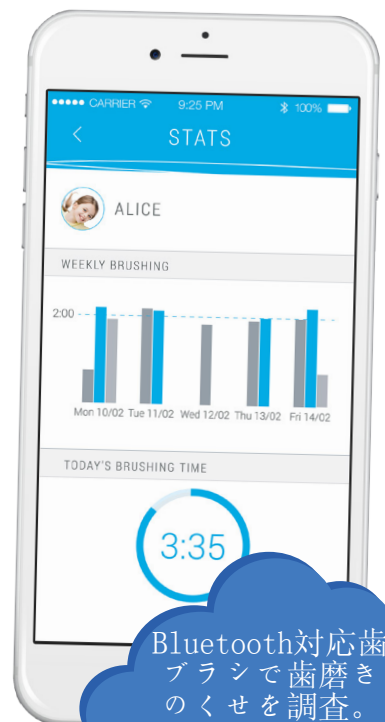 CARRIER 9:25 PM 100%
STATS
ALICE
WEEKLY BRUSHING
2:00
Mon 10/02 Tue 11/02 Wed 12/02 Thu 13/02 Fri 14/02
TODAY'S BRUSHING TIME
3:35
Bluetooth対応歯
ブラシで歯磨き
のくせを調査。